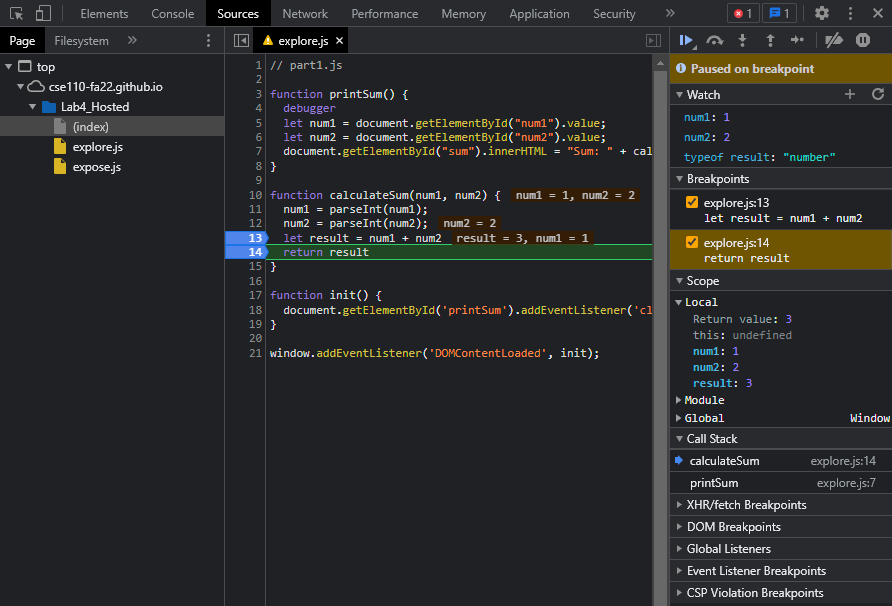 Elements Console Sources Network Performance Memory Application Security » 1 1
Page Filesystem » explore.js ×
top
cse110-fa22.github.io
Lab4_Hosted
(index)
explore.js
expose.js
1 // part1.js
2
3 function printSum() {
4 debugger
5 let num1 = document.getElementById("num1").value;
6 let num2 = document.getElementById("num2").value;
7 document.getElementById("sum").innerHTML = "Sum: " + cal
8 }
9
10 function calculateSum(num1, num2) { num1 = 1, num2 = 2
11 num1 = parseInt(num1);
12 num2 = parseInt(num2); num2 = 2
13 let result = num1 + num2 result = 3, num1 = 1
14 return result
15 }
16
17 function init() {
18 document.getElementById('printSum').addEventListener('cl
19 }
20
21 window.addEventListener('DOMContentLoaded', init);
Paused on breakpoint
Watch
num1: 1
num2: 2
typeof result: "number"
Breakpoints
explore.js:13
let result = num1 + num2
explore.js:14
return result
Scope
Local
Return value: 3
this: undefined
num1: 1
num2: 2
result: 3
Module
Global Window
Call Stack
calculateSum explore.js:14
printSum explore.js:7
XHR/fetch Breakpoints
DOM Breakpoints
Global Listeners
Event Listener Breakpoints
CSP Violation Breakpoints